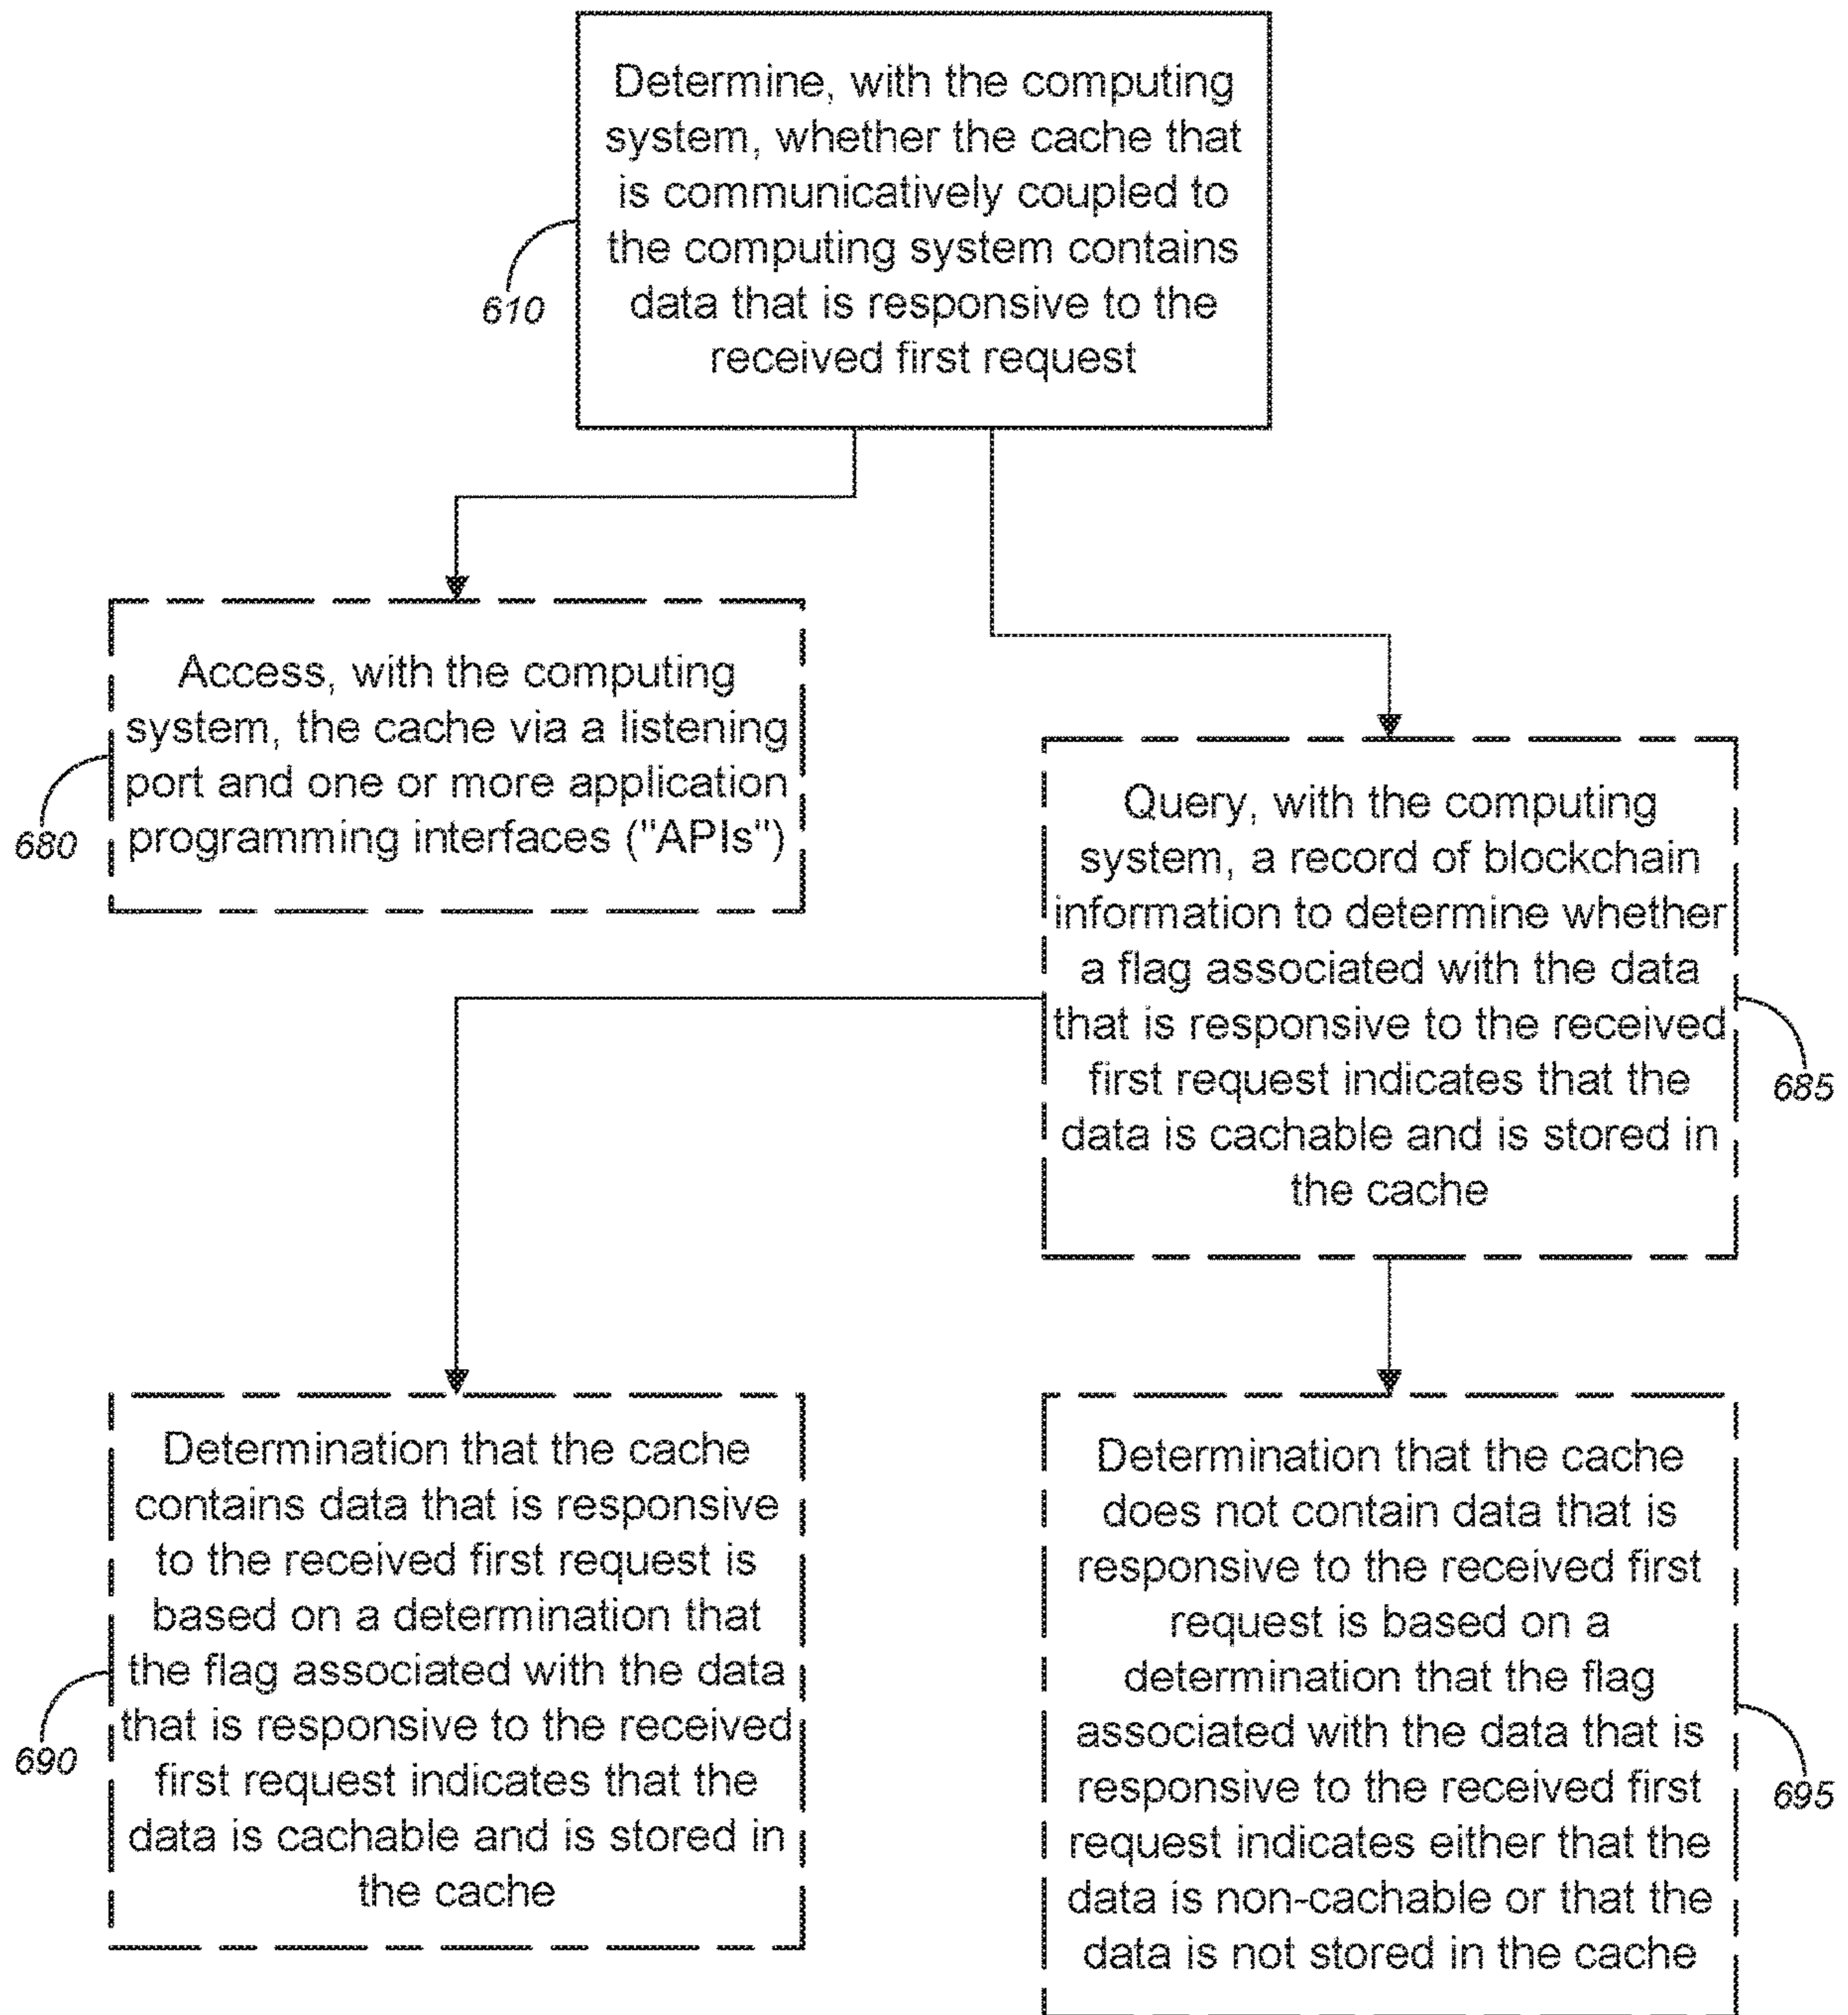 Determine, with the computing
system, whether the cache that
is communicatively coupled to
the computing system contains
data that is responsive to the
received first request
610
Access, with the computing
system, the cache via a listening
port and one or more application
programming interfaces ("APIs")
680
Query, with the computing
system, a record of blockchain
information to determine whether
a flag associated with the data
that is responsive to the received
first request indicates that the
data is cachable and is stored in
the cache
685
Determination that the cache
contains data that is responsive
to the received first request is
based on a determination that
the flag associated with the data
that is responsive to the received
first request indicates that the
data is cachable and is stored in
the cache
690
Determination that the cache
does not contain data that is
responsive to the received first
request is based on a
determination that the flag
associated with the data that is
responsive to the received first
request indicates either that the
data is non-cachable or that the
data is not stored in the cache
695